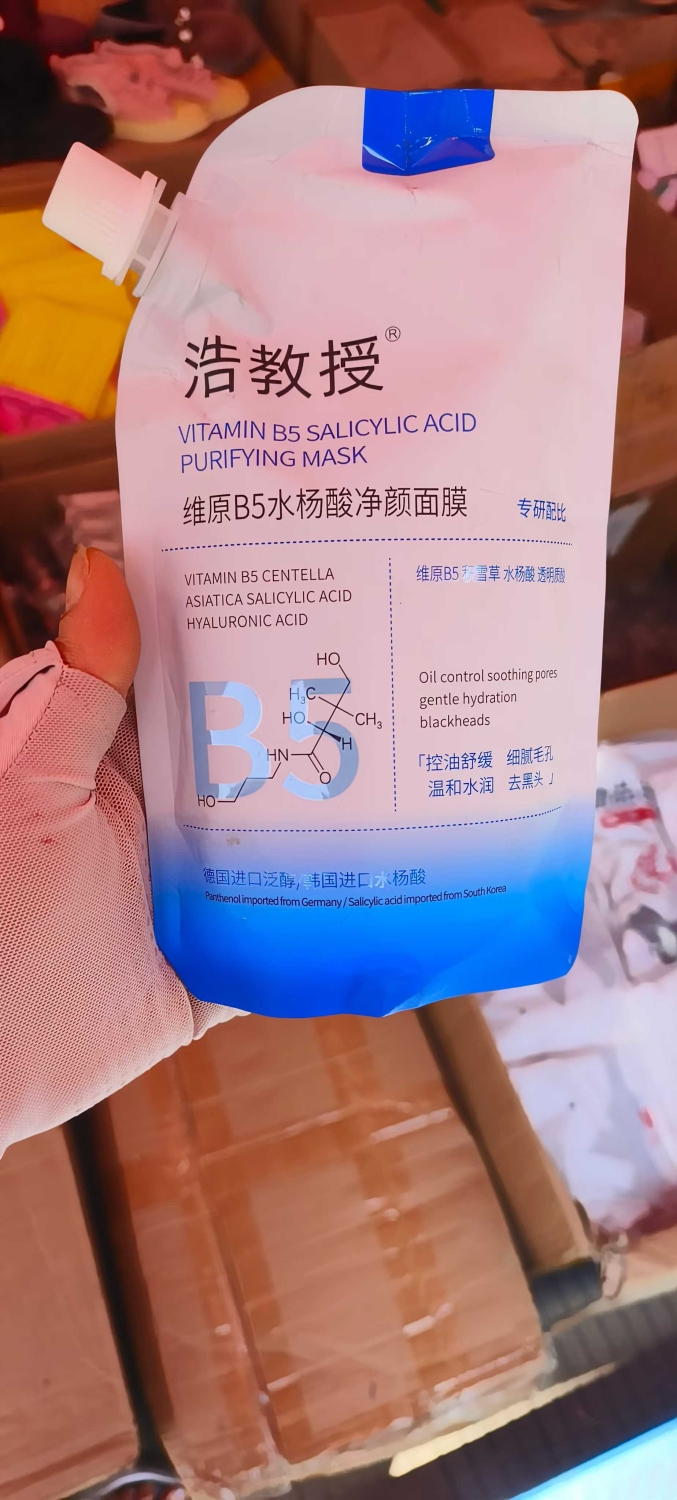 浩教授®
VITAMIN B5 SALICYLIC ACID
PURIFYING MASK
维原B5水杨酸净颜面膜
专研配比
VITAMIN B5 CENTELLA
ASIATICA SALICYLIC ACID
HYALURONIC ACID
维原B5 积雪草 水杨酸 透明质酸
B5
HO
H₃C
HO
CH₃
H
HN
O
HO
Oil control soothing pores
gentle hydration
blackheads
「控油舒缓 细腻毛孔
温和水润 去黑头」
德国进口泛醇/韩国进口水杨酸
Panthenol imported from Germany / Salicylic acid imported from South Korea